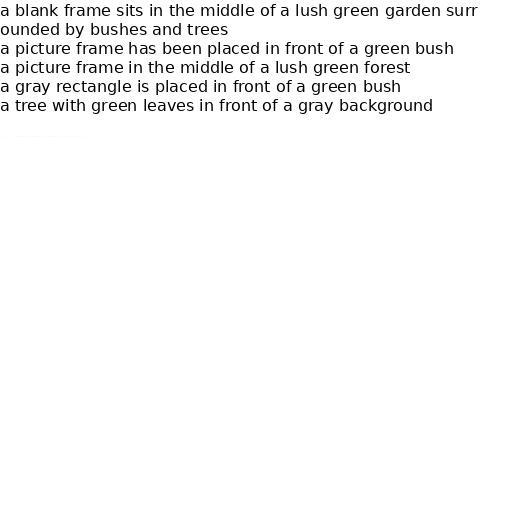 a blank frame sits in the middle of a lush green garden surr
ounded by bushes and trees
a picture frame has been placed in front of a green bush
a picture frame in the middle of a lush green forest
a gray rectangle is placed in front of a green bush
a tree with green leaves in front of a gray background